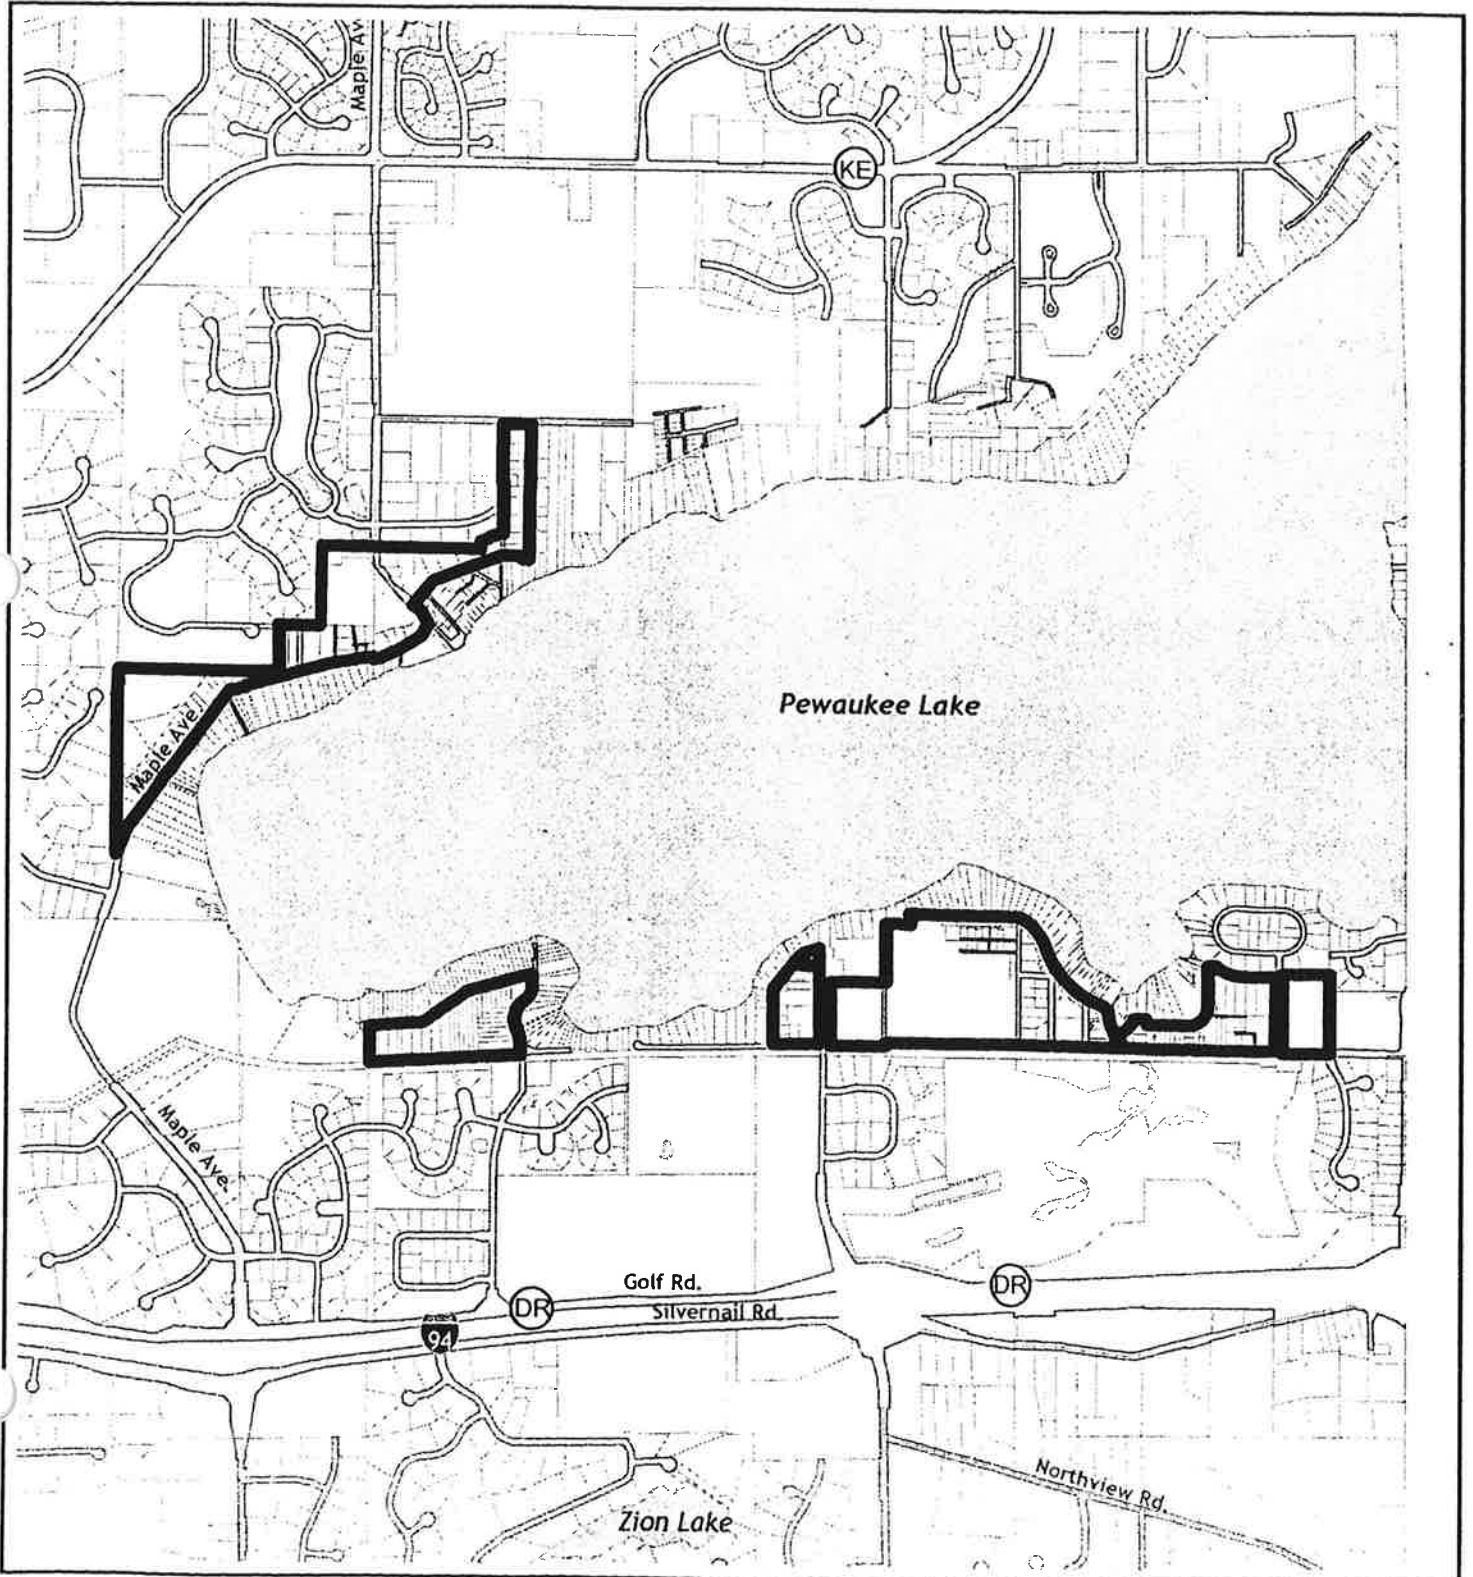 Maple Av
KE
Pewaukee Lake
Maple Ave.
Maple Ave.
Golf Rd.
DR
DR
Silvernail Rd.
94
Northview Rd.
Zion Lake